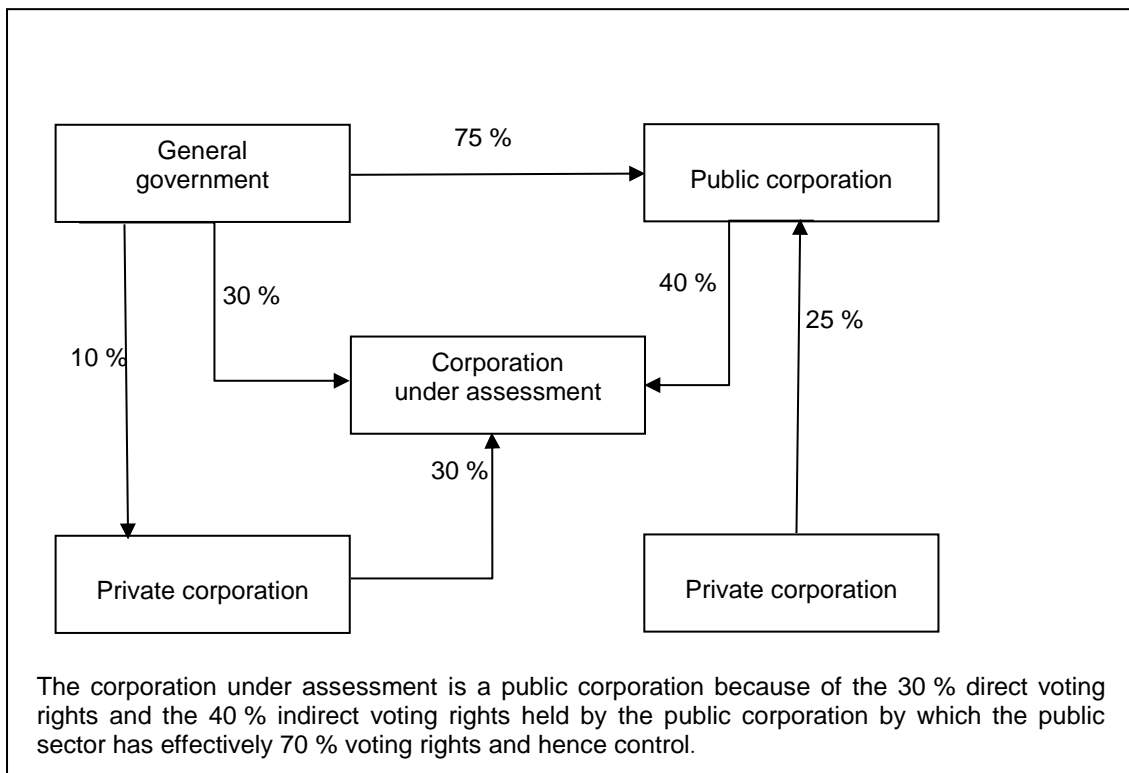 General
government
75 %
Public corporation
30 %
40 %
25 %
10 %
Corporation
under assessment
30 %
Private corporation
Private corporation
The corporation under assessment is a public corporation because of the 30 % direct voting
rights and the 40 % indirect voting rights held by the public corporation by which the public
sector has effectively 70 % voting rights and hence control.